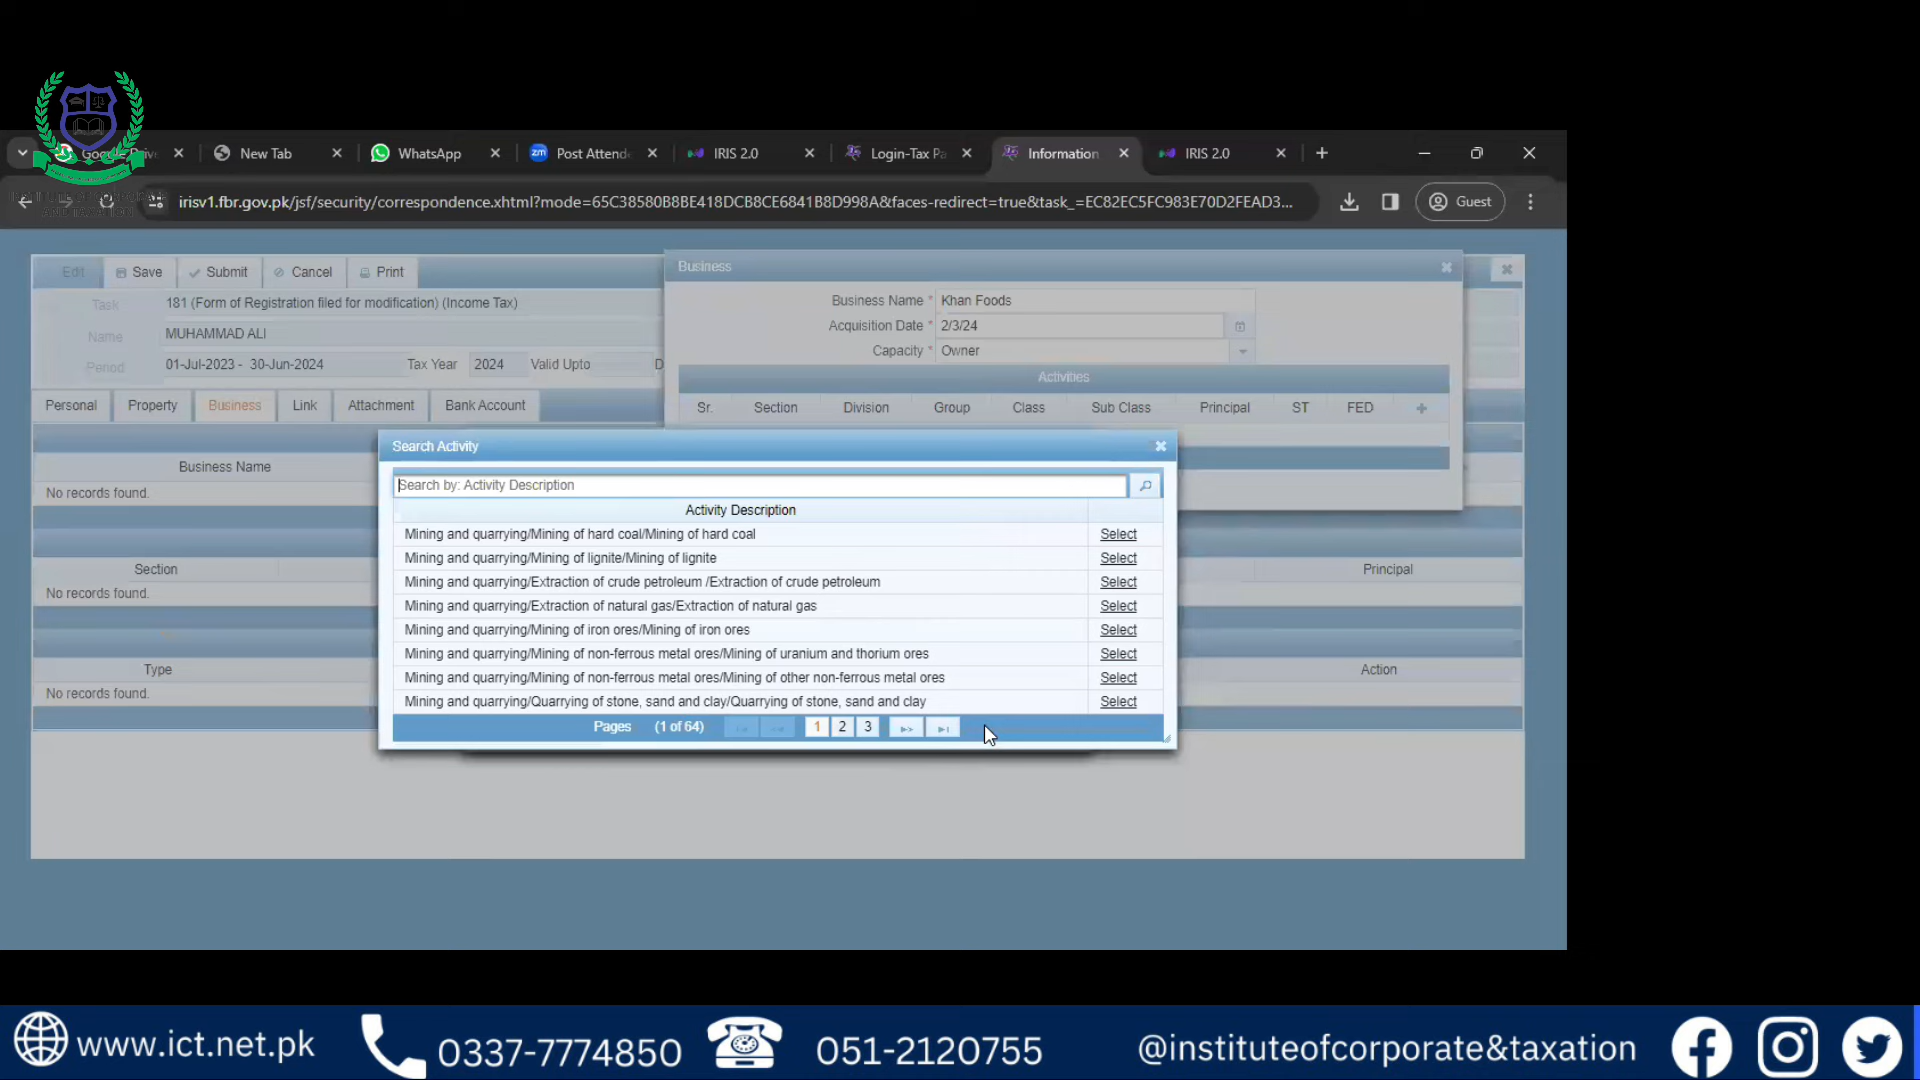 Google Drive
New Tab
WhatsApp
Post Attend
IRIS 2.0
Login-Tax Pa
Information
IRIS 2.0
AND TAXATION
irisv1.fbr.gov.pk/jsf/security/correspondence.xhtml?mode=65C38580B8BE418DCB8CE6841B8D998A&faces-redirect=true&task_=EC82EC5FC983E70D2FEAD3...
Guest
Edit Save Submit Cancel Print
Task 181 (Form of Registration filed for modification) (Income Tax)
Name MUHAMMAD ALI
Period 01-Jul-2023 - 30-Jun-2024 Tax Year 2024 Valid Upto D
Personal Property Business Link Attachment Bank Account
Business
Business Name * Khan Foods
Acquisition Date * 2/3/24
Capacity * Owner
Activities
Sr. Section Division Group Class Sub Class Principal ST FED
Business Name
No records found.
Section Principal
No records found.
Type Action
No records found.
Search Activity
Search by: Activity Description
Activity Description
Mining and quarrying/Mining of hard coal/Mining of hard coal Select
Mining and quarrying/Mining of lignite/Mining of lignite Select
Mining and quarrying/Extraction of crude petroleum /Extraction of crude petroleum Select
Mining and quarrying/Extraction of natural gas/Extraction of natural gas Select
Mining and quarrying/Mining of iron ores/Mining of iron ores Select
Mining and quarrying/Mining of non-ferrous metal ores/Mining of uranium and thorium ores Select
Mining and quarrying/Mining of non-ferrous metal ores/Mining of other non-ferrous metal ores Select
Mining and quarrying/Quarrying of stone, sand and clay/Quarrying of stone, sand and clay Select
Pages (1 of 64) 1 2 3
www.ict.net.pk 0337-7774850 051-2120755 @instituteofcorporate&taxation